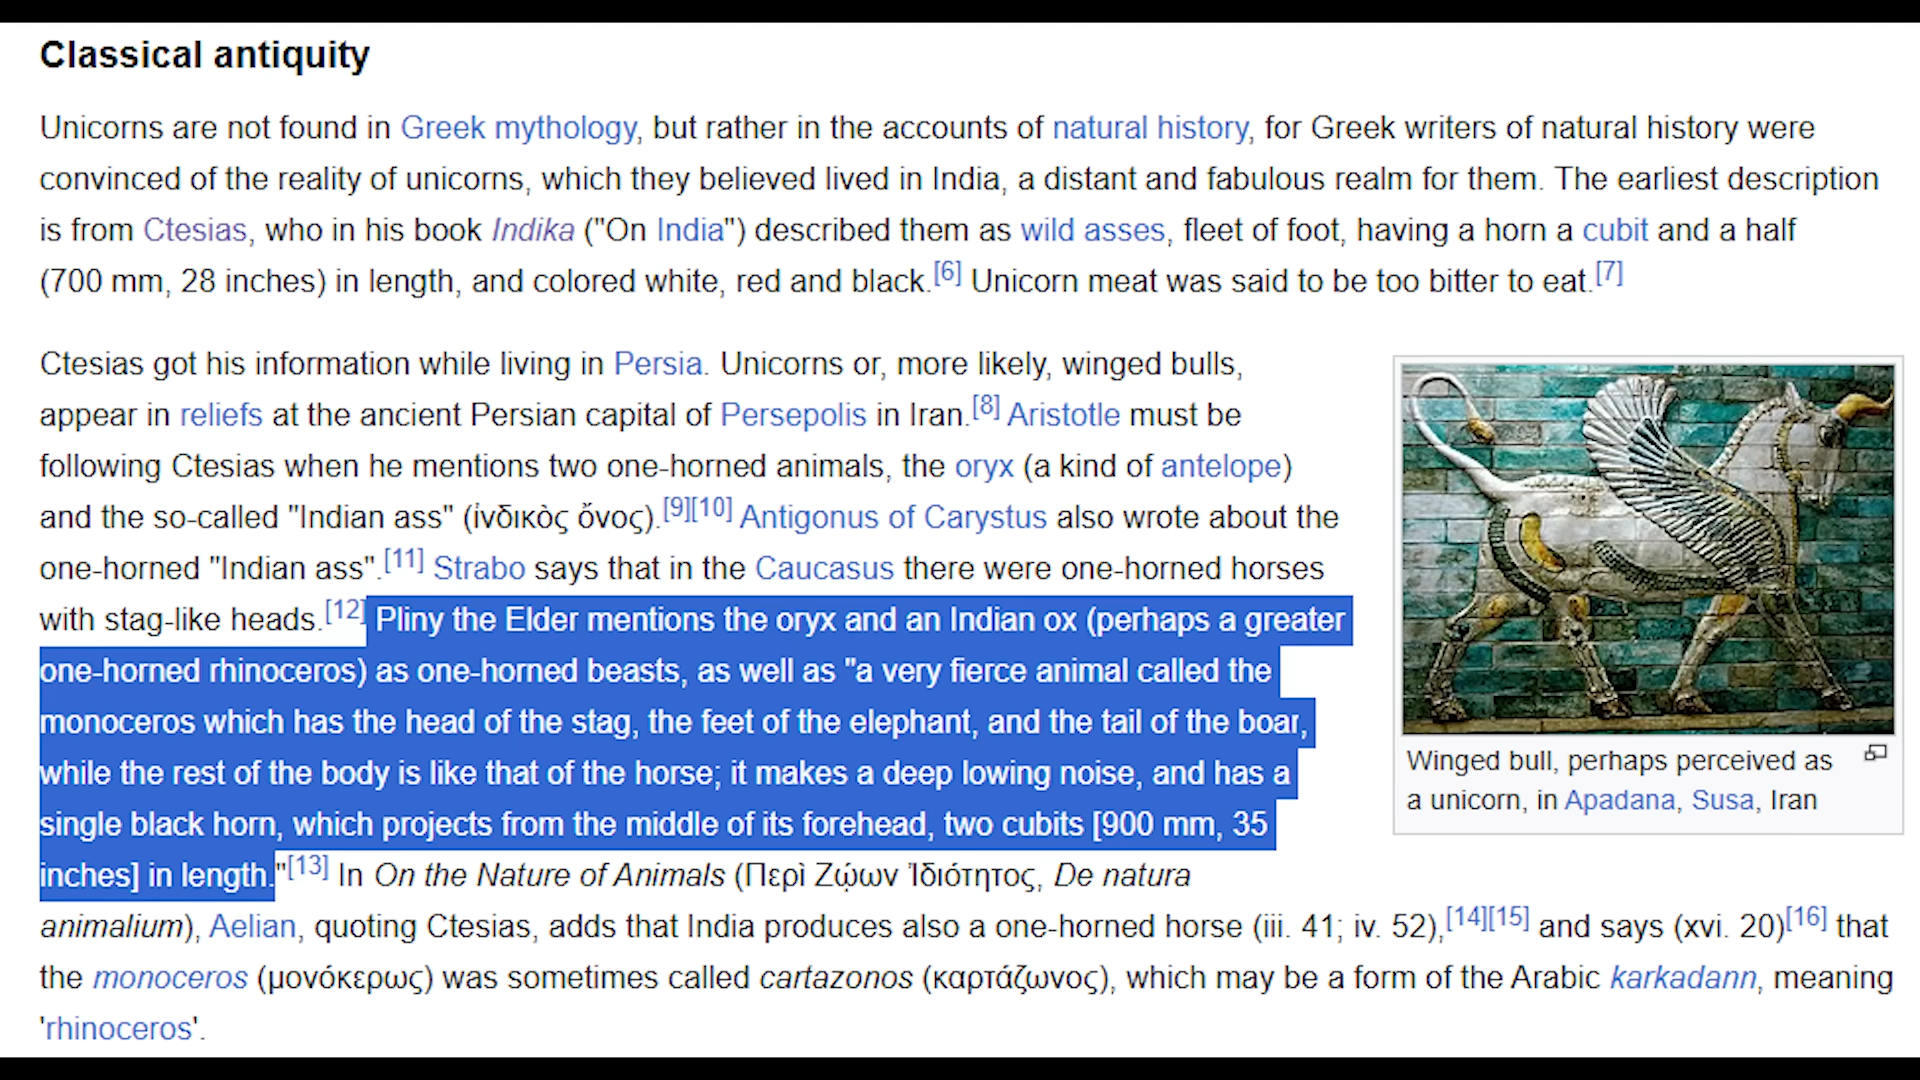 Classical antiquity
Unicorns are not found in Greek mythology, but rather in the accounts of natural history, for Greek writers of natural history were
convinced of the reality of unicorns, which they believed lived in India, a distant and fabulous realm for them. The earliest description
is from Ctesias, who in his book Indika ("On India") described them as wild asses, fleet of foot, having a horn a cubit and a half
(700 mm, 28 inches) in length, and colored white, red and black.[6] Unicorn meat was said to be too bitter to eat.[7]
Ctesias got his information while living in Persia. Unicorns or, more likely, winged bulls,
appear in reliefs at the ancient Persian capital of Persepolis in Iran.[8] Aristotle must be
following Ctesias when he mentions two one-horned animals, the oryx (a kind of antelope)
and the so-called "Indian ass" (ἰνδικὸς ὄνος).[9][10] Antigonus of Carystus also wrote about the
one-horned "Indian ass".[11] Strabo says that in the Caucasus there were one-horned horses
with stag-like heads.[12] Pliny the Elder mentions the oryx and an Indian ox (perhaps a greater
one-horned rhinoceros) as one-horned beasts, as well as "a very fierce animal called the
monoceros which has the head of the stag, the feet of the elephant, and the tail of the boar,
while the rest of the body is like that of the horse; it makes a deep lowing noise, and has a
single black horn, which projects from the middle of its forehead, two cubits [900 mm, 35
inches] in length."[13] In On the Nature of Animals (Περὶ Ζῴων Ἰδιότητος, De natura
animalium), Aelian, quoting Ctesias, adds that India produces also a one-horned horse (iii. 41; iv. 52),[14][15] and says (xvi. 20)[16] that
the monoceros (μονόκερως) was sometimes called cartazonos (καρτάζωνος), which may be a form of the Arabic karkadann, meaning
'rhinoceros'.
Winged bull, perhaps perceived as
a unicorn, in Apadana, Susa, Iran